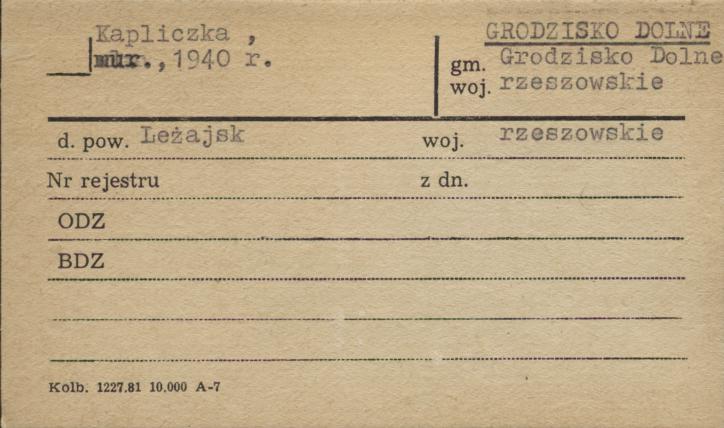 Kapliczka ,
mur., 1940 r.
GRODZISKO DOLNE
gm. Grodzisko Dolne
woj. rzeszowskie
d. pow. Leżajsk woj. rzeszowskie
Nr rejestru z dn.
ODZ
BDZ
Kolb. 1227.81 10.000 A-7